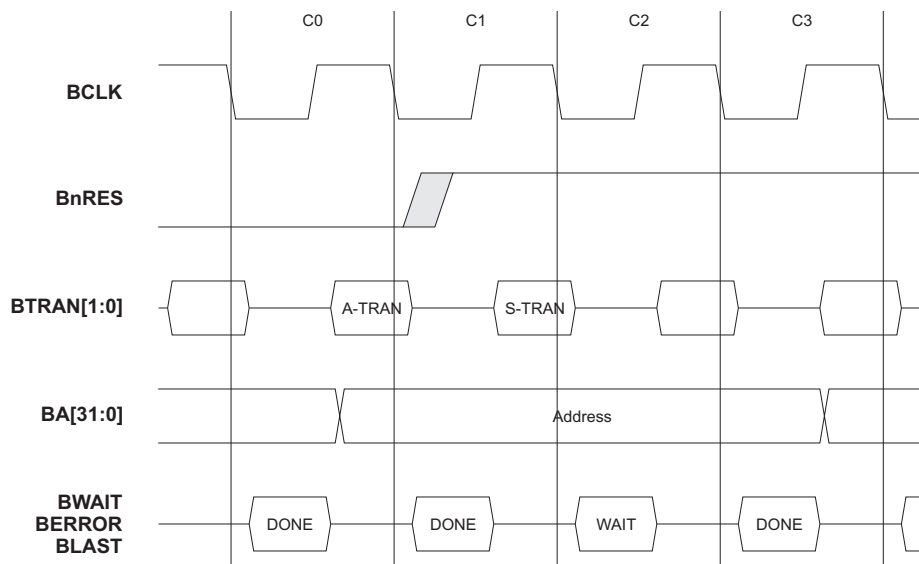 C0 C1 C2 C3
BCLK
BnRES
BTRAN[1:0] A-TRAN S-TRAN
BA[31:0] Address
BWAIT
BERROR DONE DONE WAIT DONE
BLAST